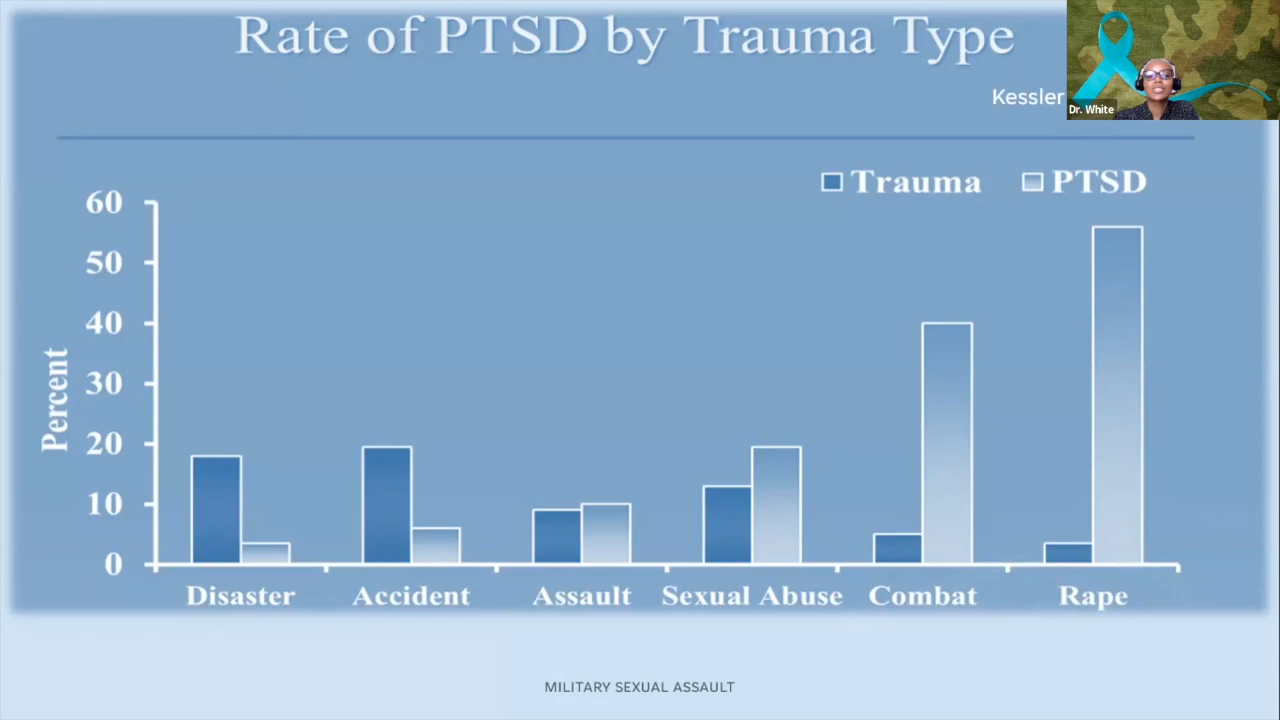 Rate of PTSD by Trauma Type
Kessler
Dr. White
Trauma PTSD
60
50
40
30
20
10
0
Percent
Disaster Accident Assault Sexual Abuse Combat Rape
MILITARY SEXUAL ASSAULT